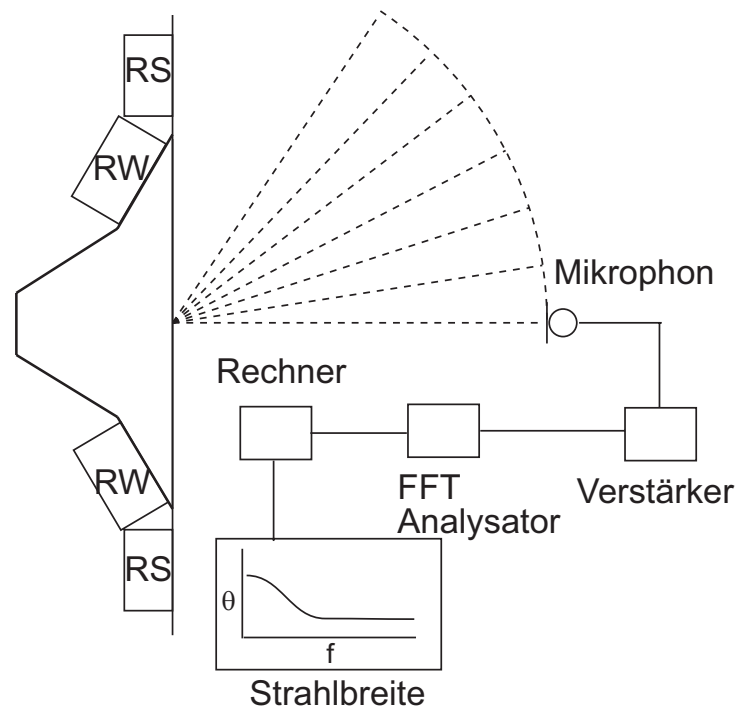 RS
RW
Mikrophon
Rechner
FFT
Analysator
Verstärker
RW
RS
θ
f
Strahlbreite